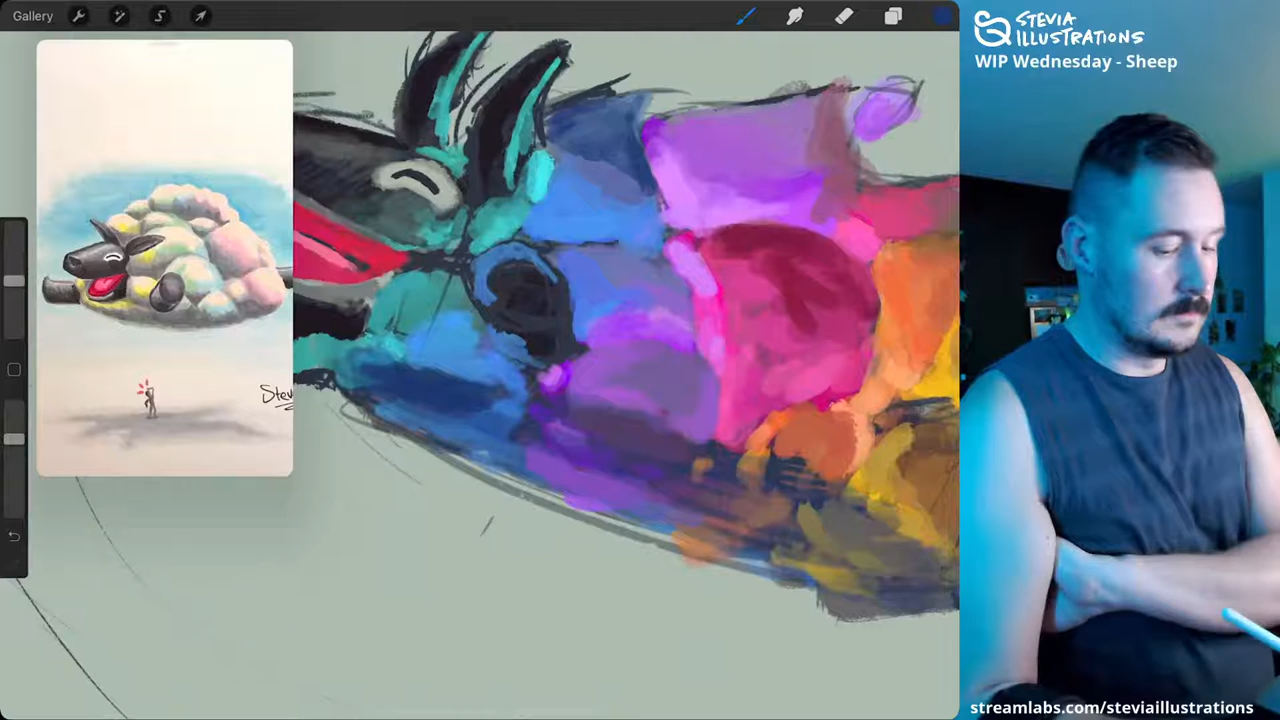 Gallery
STEVIA
ILLUSTRATIONS
WIP Wednesday - Sheep
streamlabs.com/steviaillustrations